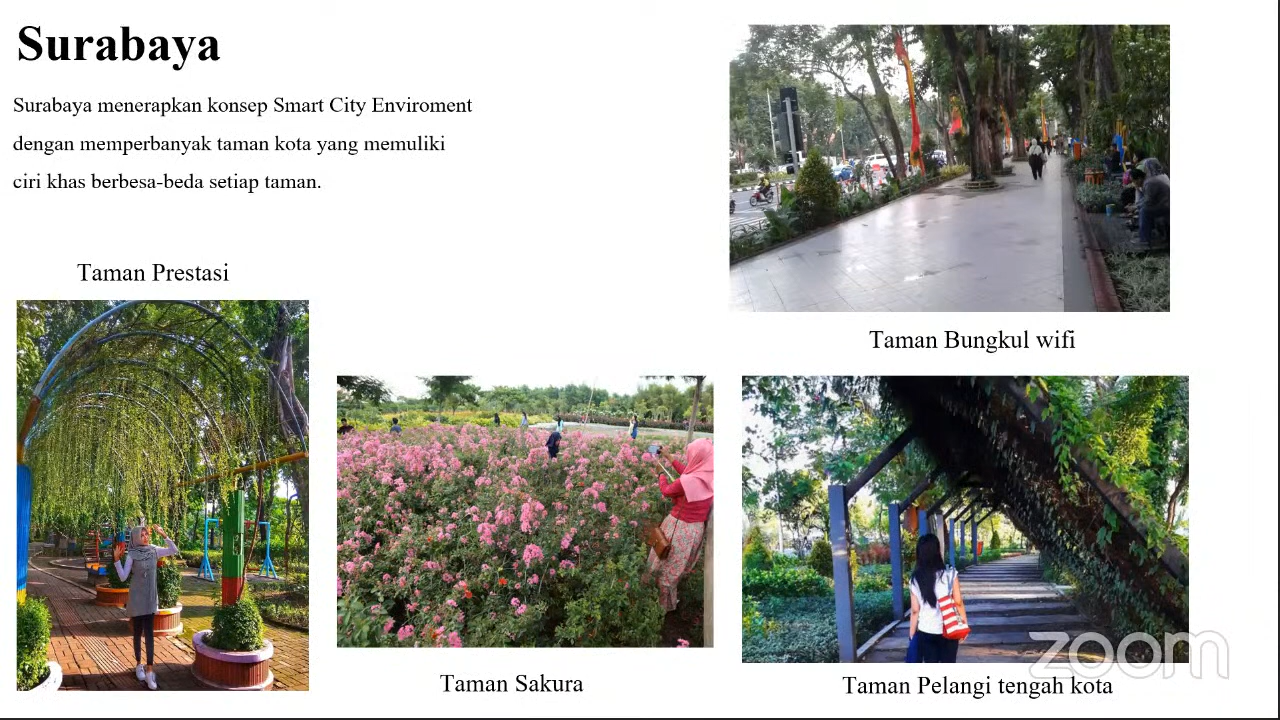 Surabaya
Surabaya menerapkan konsep Smart City Enviroment
dengan memperbanyak taman kota yang memuliki
ciri khas berbesa-beda setiap taman.
Taman Prestasi
Taman Bungkul wifi
Taman Sakura
Taman Pelangi tengah kota
zoom